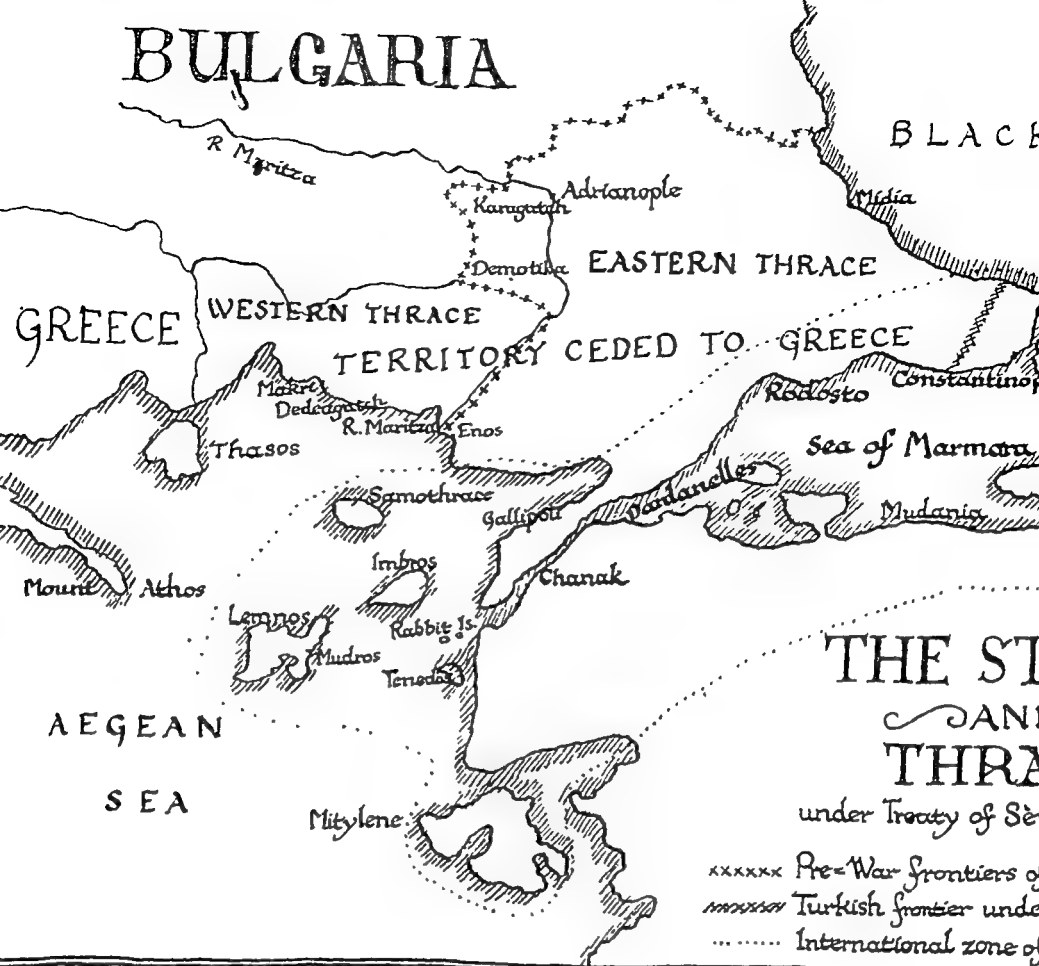 BULGARIA
R. Maritza
BLACK
Adrianople
Karagatch
Midia
Demotika
EASTERN THRACE
GREECE
WESTERN THRACE
TERRITORY CEDED TO GREECE
Makri
Dedeagatch
R. Maritza
Enos
Rodosto
Constantinop
Thasos
Sea of Marmora
Samothrace
Gallipoli
Dardanelles
Mudania
Imbros
Chanak
Mount Athos
Lemnos
Rabbit Is.
Mudros
Tenedos
THE ST
AND
THRA
under Treaty of Sè
AEGEAN
SEA
Mitylene
xxxxxx Pre=War frontiers of
Turkish frontier unde
International zone of